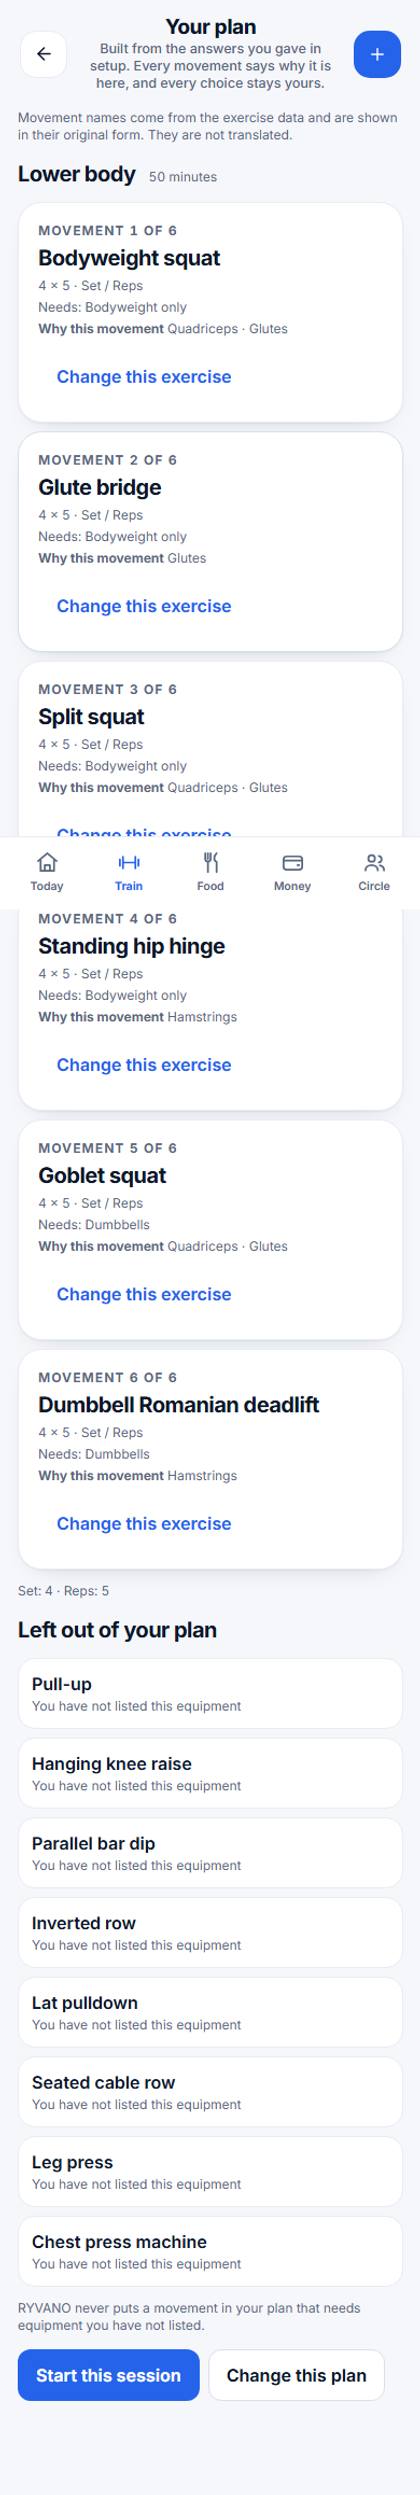 Your plan
Built from the answers you gave in
setup. Every movement says why it is
here, and every choice stays yours.
Movement names come from the exercise data and are shown
in their original form. They are not translated.
Lower body 50 minutes
MOVEMENT 1 OF 6
Bodyweight squat
4 × 5 · Set / Reps
Needs: Bodyweight only
Why this movement Quadriceps · Glutes
Change this exercise
MOVEMENT 2 OF 6
Glute bridge
4 × 5 · Set / Reps
Needs: Bodyweight only
Why this movement Glutes
Change this exercise
MOVEMENT 3 OF 6
Split squat
4 × 5 · Set / Reps
Needs: Bodyweight only
Why this movement Quadriceps · Glutes
Change this exercise
Today Train Food Money Circle
MOVEMENT 4 OF 6
Standing hip hinge
4 × 5 · Set / Reps
Needs: Bodyweight only
Why this movement Hamstrings
Change this exercise
MOVEMENT 5 OF 6
Goblet squat
4 × 5 · Set / Reps
Needs: Dumbbells
Why this movement Quadriceps · Glutes
Change this exercise
MOVEMENT 6 OF 6
Dumbbell Romanian deadlift
4 × 5 · Set / Reps
Needs: Dumbbells
Why this movement Hamstrings
Change this exercise
Set: 4 · Reps: 5
Left out of your plan
Pull-up
You have not listed this equipment
Hanging knee raise
You have not listed this equipment
Parallel bar dip
You have not listed this equipment
Inverted row
You have not listed this equipment
Lat pulldown
You have not listed this equipment
Seated cable row
You have not listed this equipment
Leg press
You have not listed this equipment
Chest press machine
You have not listed this equipment
RYVANO never puts a movement in your plan that needs
equipment you have not listed.
Start this session Change this plan